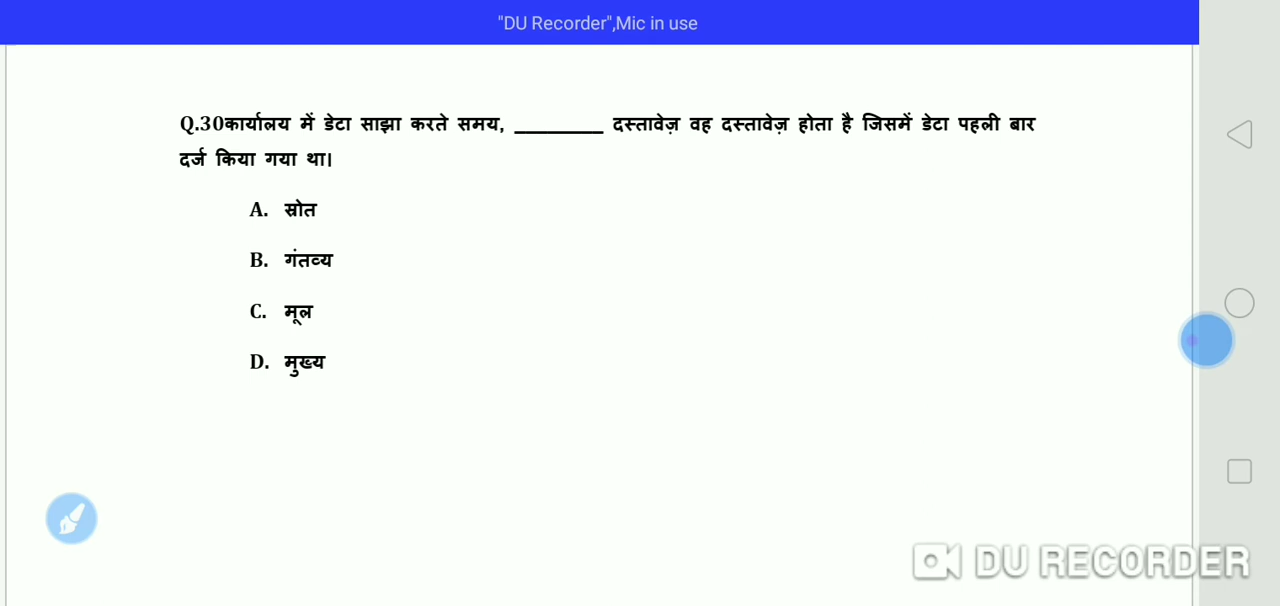 "DU Recorder",Mic in use
Q.30कार्यालय में डेटा साझा करते समय, _________ दस्तावेज़ वह दस्तावेज़ होता है जिसमें डेटा पहली बार
दर्ज किया गया था।
A. स्रोत
B. गंतव्य
C. मूल
D. मुख्य
DU RECORDER